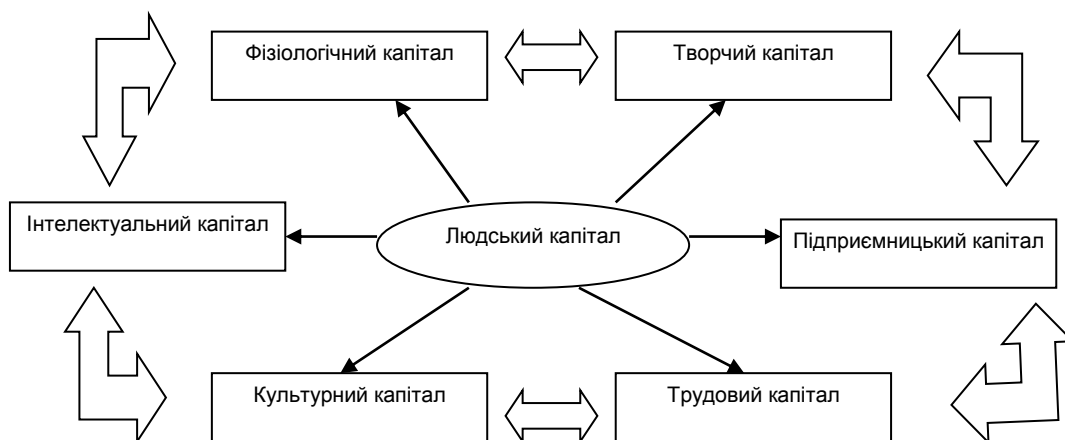 Фізіологічний капітал
Творчий капітал
Інтелектуальний капітал
Людський капітал
Підприємницький капітал
Культурний капітал
Трудовий капітал